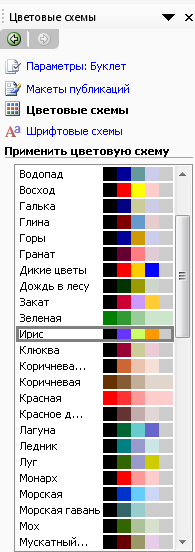 Цветовые схемы
Параметры: Буклет
Макеты публикаций
Цветовые схемы
Шрифтовые схемы
Применить цветовую схему
Водопад
Восход
Галька
Глина
Горы
Гранат
Дикие цветы
Дождь в лесу
Закат
Зеленая
Ирис
Клюква
Коричнева...
Коричневая
Красная
Красное д...
Лагуна
Ледник
Луг
Монарх
Морская
Морская гавань
Мох
Мускатный...